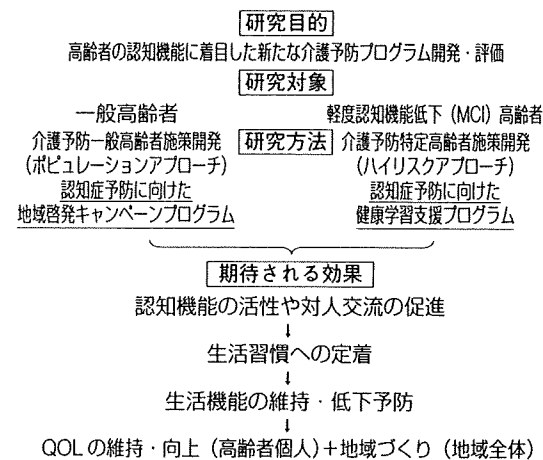 研究目的
高齢者の認知機能に着目した新たな介護予防プログラム開発・評価
研究対象
一般高齢者
軽度認知機能低下（MCI）高齢者
研究方法
介護予防一般高齢者施策開発
（ポピュレーションアプローチ）
認知症予防に向けた
地域啓発キャンペーンプログラム
介護予防特定高齢者施策開発
（ハイリスクアプローチ）
認知症予防に向けた
健康学習支援プログラム
期待される効果
認知機能の活性や対人交流の促進
↓
生活習慣への定着
↓
生活機能の維持・低下予防
↓
QOLの維持・向上（高齢者個人）＋地域づくり（地域全体）